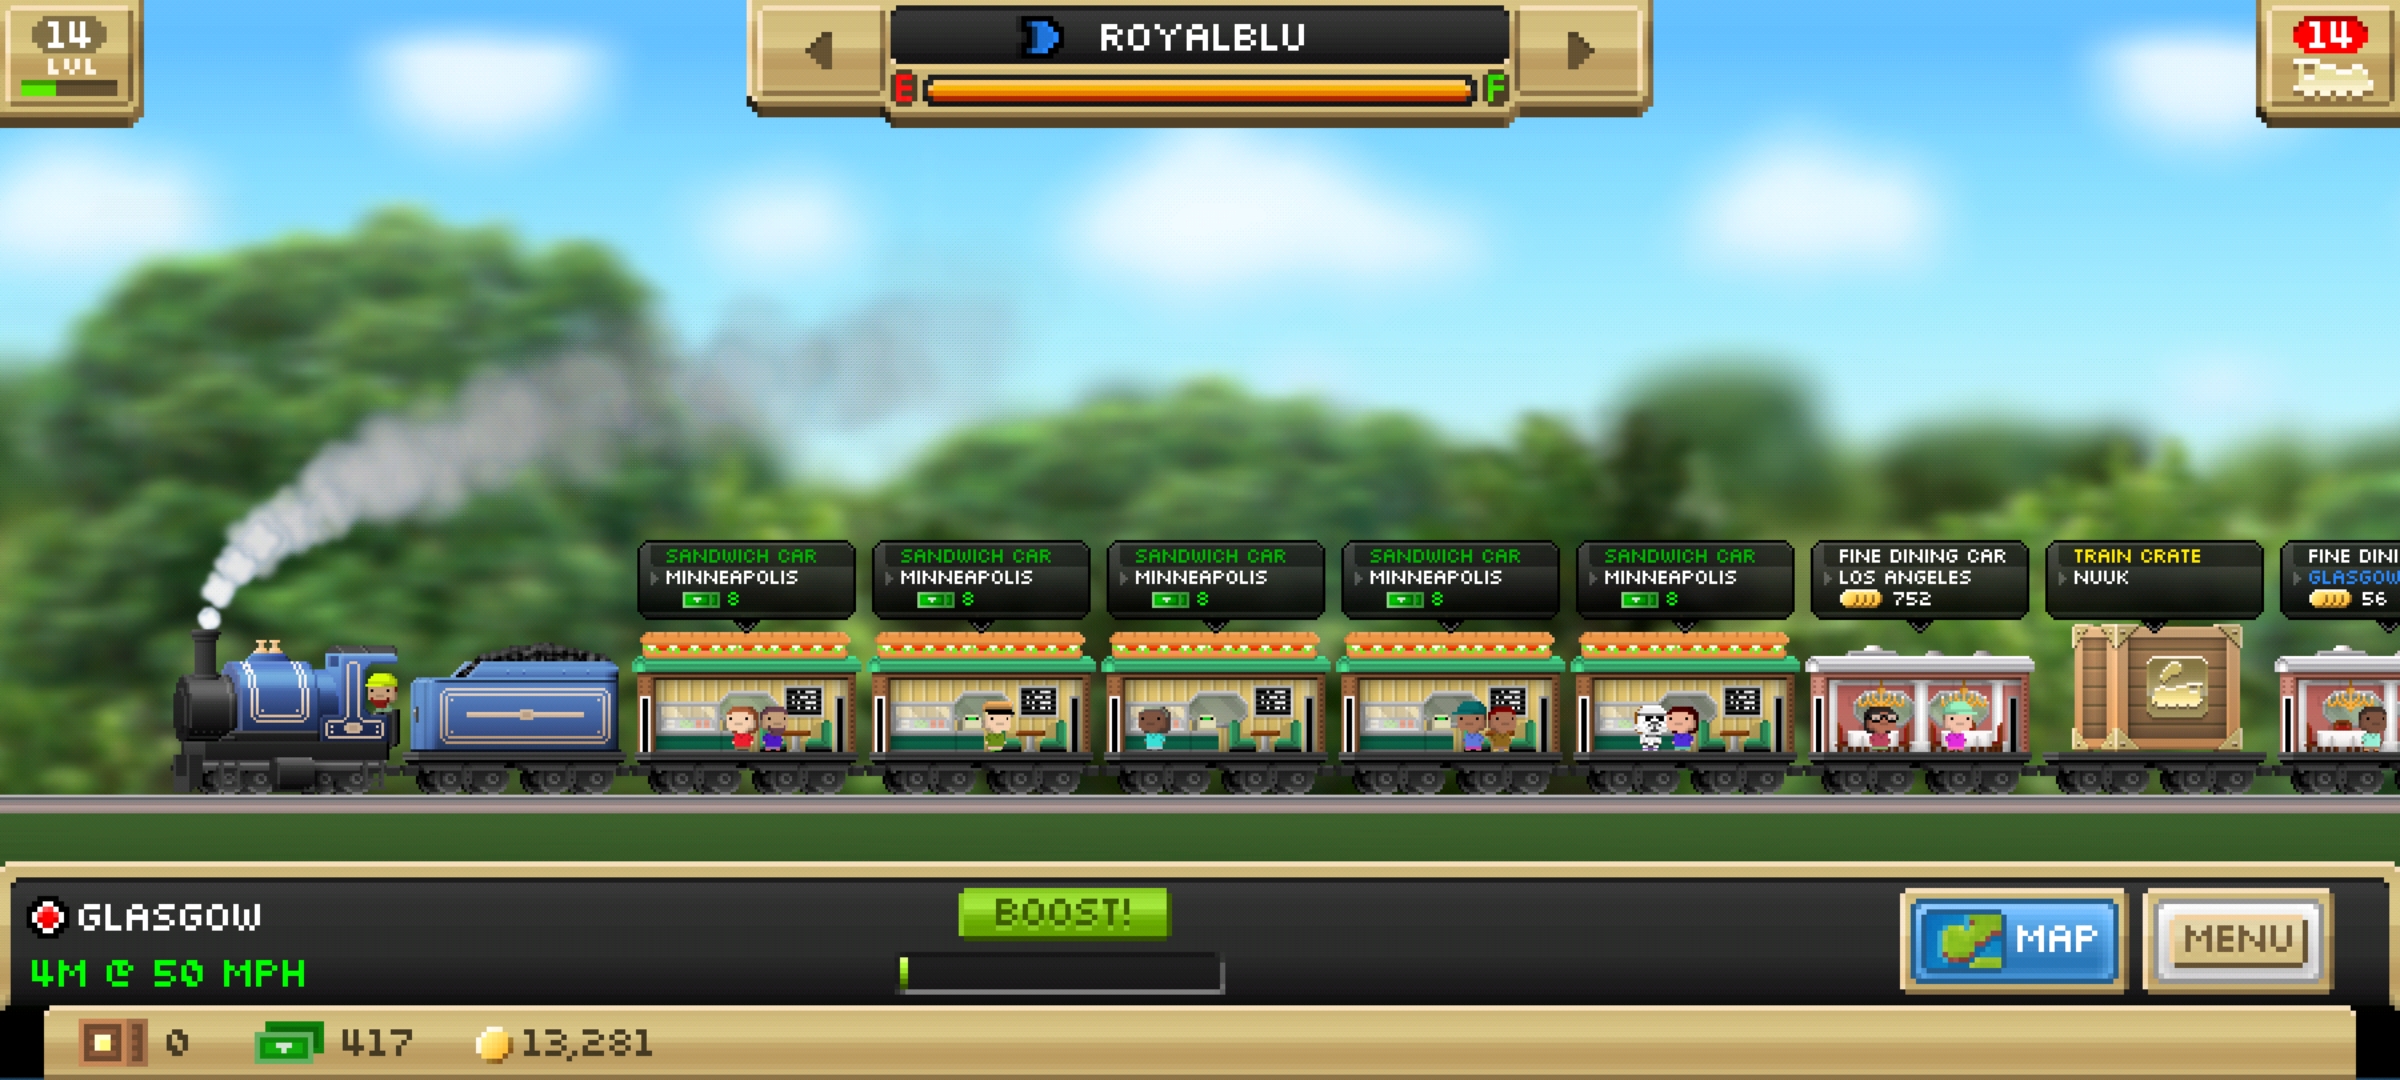 14
LVL
ROYALBLU
E
F
14
SANDWICH CAR
MINNEAPOLIS
8
SANDWICH CAR
MINNEAPOLIS
8
SANDWICH CAR
MINNEAPOLIS
8
SANDWICH CAR
MINNEAPOLIS
8
SANDWICH CAR
MINNEAPOLIS
8
FINE DINING CAR
LOS ANGELES
752
TRAIN CRATE
NUUK
FINE DINI
GLASGOW
56
GLASGOW
4M @ 50 MPH
BOOST!
MAP
MENU
0
417
13,281